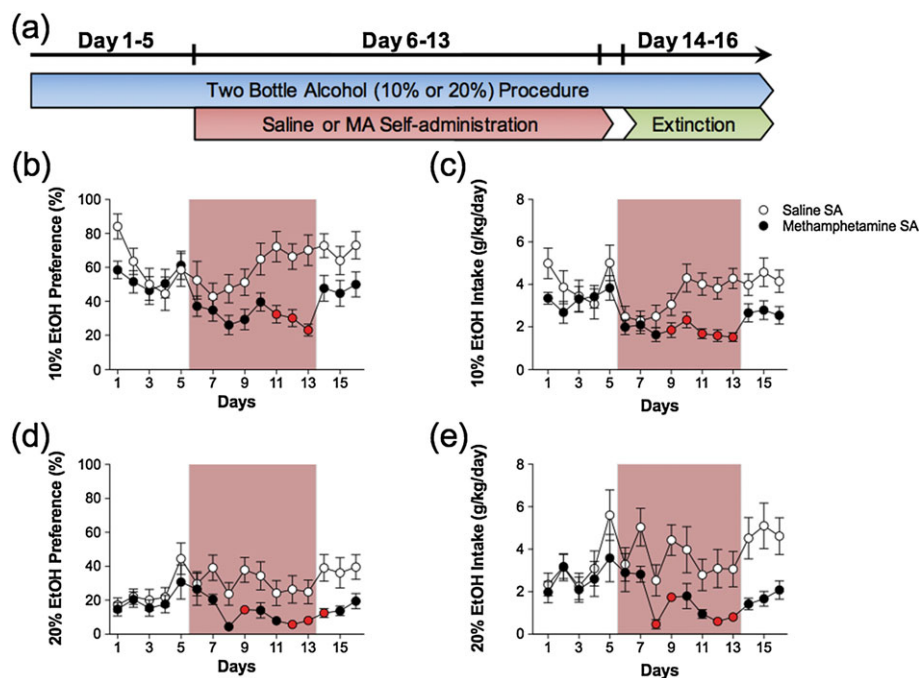 (a)
Day 1-5 Day 6-13 Day 14-16
Two Bottle Alcohol (10% or 20%) Procedure
Saline or MA Self-administration Extinction
(b)
10% EtOH Preference (%)
100
80
60
40
20
0
1 3 5 7 9 11 13 15
Days
(c)
10% EtOH Intake (g/kg/day)
8
6
4
2
0
1 3 5 7 9 11 13 15
Days
Saline SA
Methamphetamine SA
(d)
20% EtOH Preference (%)
100
80
60
40
20
0
1 3 5 7 9 11 13 15
Days
(e)
20% EtOH Intake (g/kg/day)
8
6
4
2
0
1 3 5 7 9 11 13 15
Days